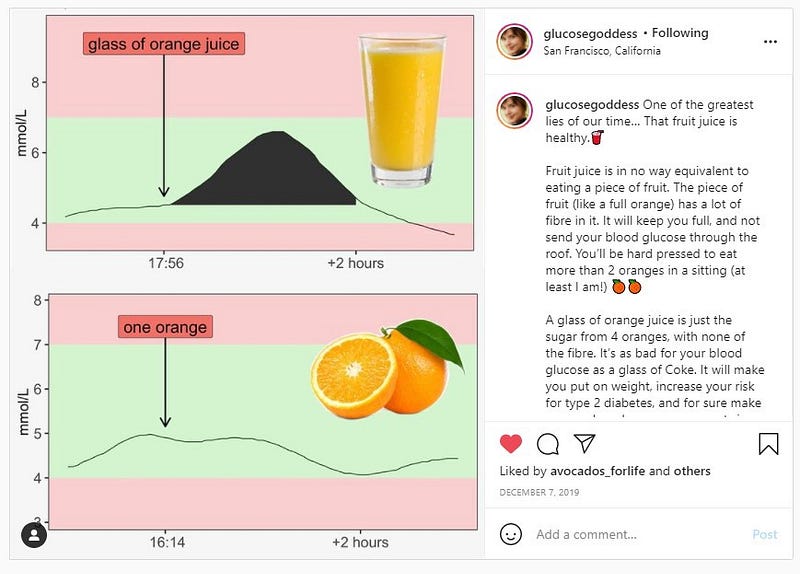 glass of orange juice
8
6
4
mmol/L
17:56
+2 hours
one orange
8
7
6
5
4
3
mmol/L
16:14
+2 hours
glucosegoddess • Following
San Francisco, California
glucosegoddess One of the greatest
lies of our time... That fruit juice is
healthy.🥤
Fruit juice is in no way equivalent to
eating a piece of fruit. The piece of
fruit (like a full orange) has a lot of
fibre in it. It will keep you full, and not
send your blood glucose through the
roof. You'll be hard pressed to eat
more than 2 oranges in a sitting (at
least I am!) 🍊🍊
A glass of orange juice is just the
sugar from 4 oranges, with none of
the fibre. It's as bad for your blood
glucose as a glass of Coke. It will make
you put on weight, increase your risk
for type 2 diabetes, and for sure make
Liked by avocados_forlife and others
DECEMBER 7, 2019
Add a comment...
Post